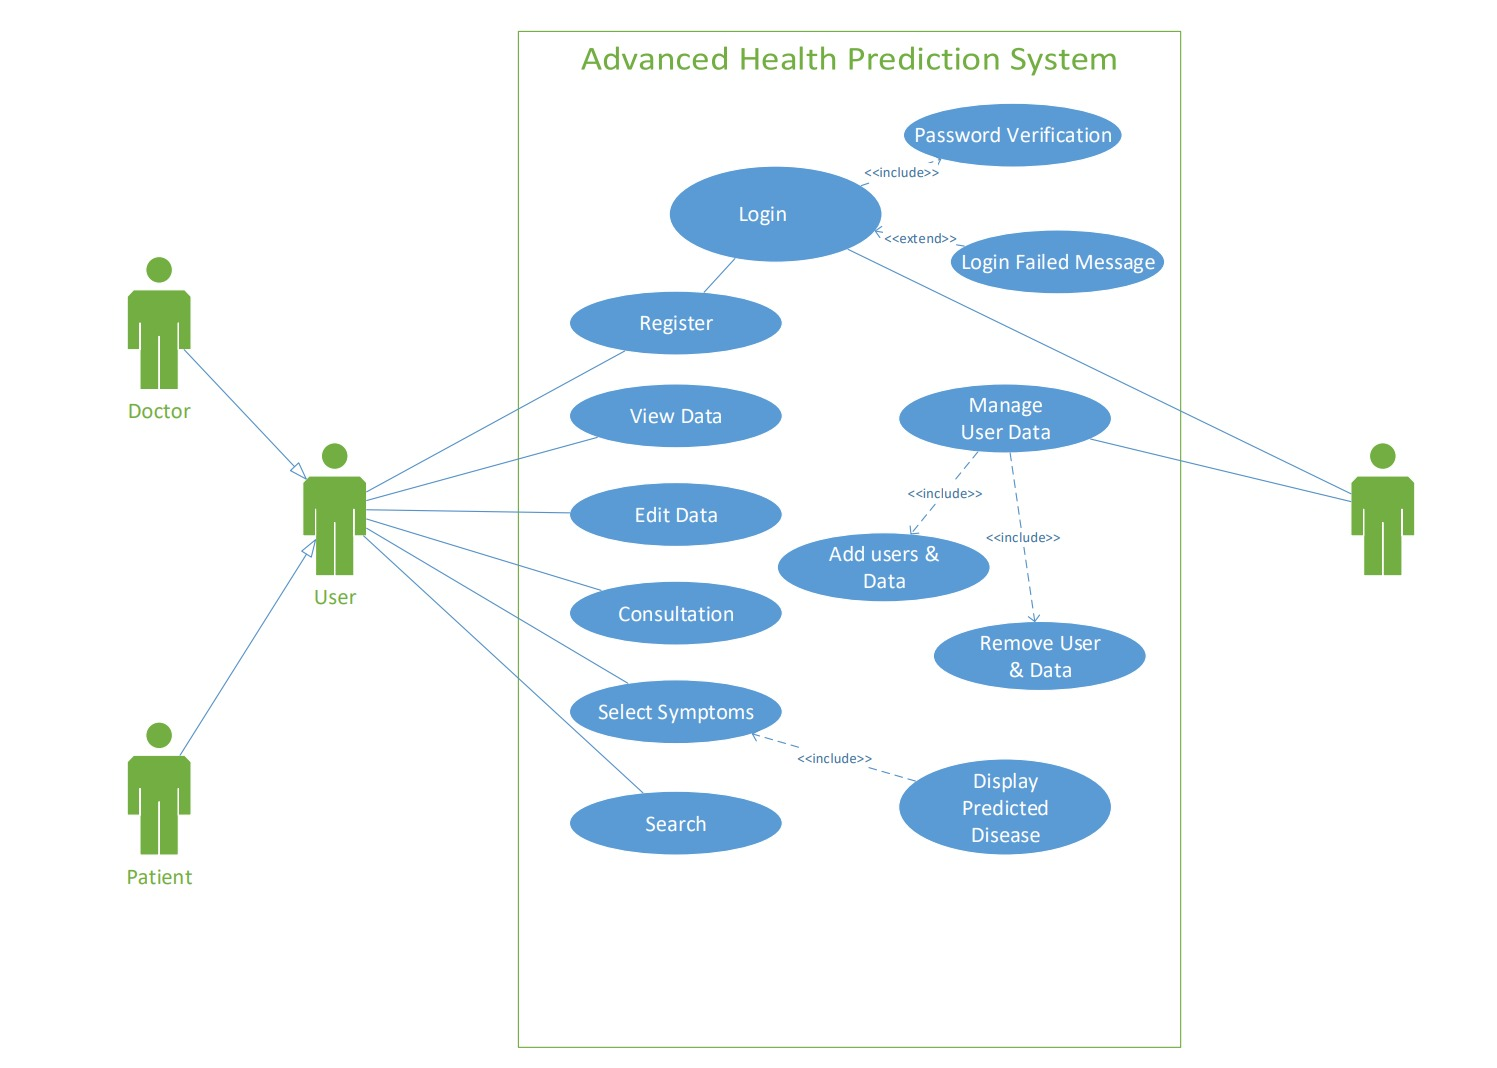 Advanced Health Prediction System
Password Verification
<<include>>
Login
<<extend>>
Login Failed Message
Register
Doctor
View Data
Manage
User Data
<<include>>
Edit Data
<<include>>
Add users &
Data
User
Consultation
Remove User
& Data
Select Symptoms
<<include>>
Display
Predicted
Disease
Search
Patient